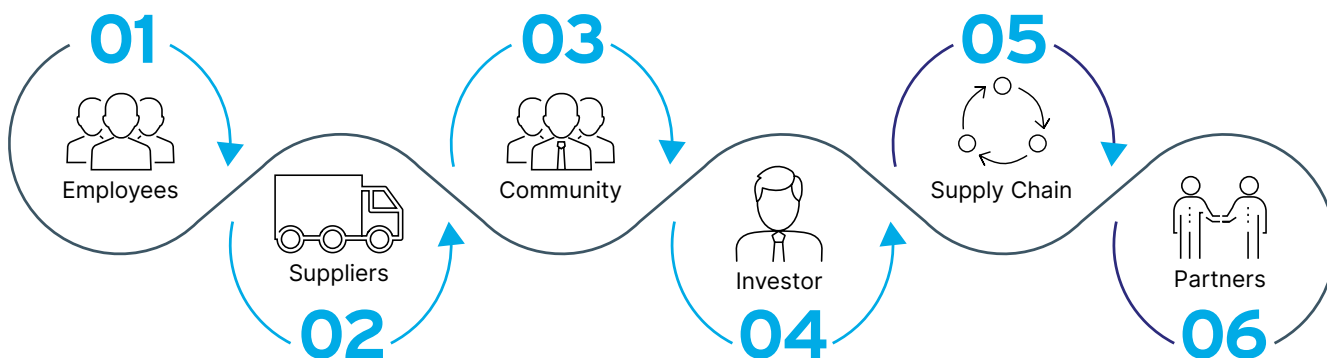 01
Employees
Suppliers
02
03
Community
Investor
04
05
Supply Chain
Partners
06